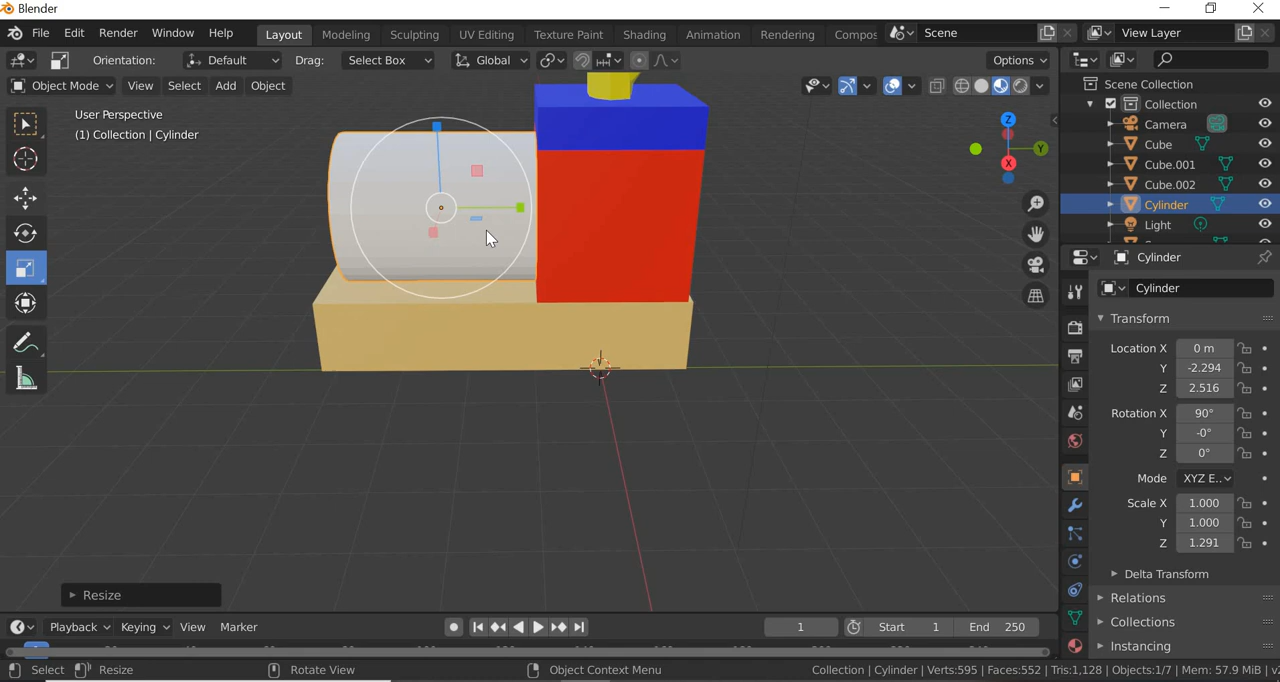 Blender
File Edit Render Window Help Layout Modeling Sculpting UV Editing Texture Paint Shading Animation Rendering Compos Scene View Layer
Orientation: Default Drag: Select Box Global Options
Object Mode View Select Add Object
User Perspective
(1) Collection | Cylinder
Z
Y
X
Scene Collection
Collection
Camera
Cube
Cube.001
Cube.002
Cylinder
Light
Cylinder
Cylinder
Transform
Location X 0 m
Y -2.294
Z 2.516
Rotation X 90°
Y -0°
Z 0°
Mode XYZ E..
Scale X 1.000
Y 1.000
Z 1.291
Delta Transform
Relations
Collections
Instancing
Resize
Playback Keying View Marker 1 Start 1 End 250
Select Resize Rotate View Object Context Menu Collection | Cylinder | Verts:595 | Faces:552 | Tris:1,128 | Objects:1/7 | Mem: 57.9 MiB | v